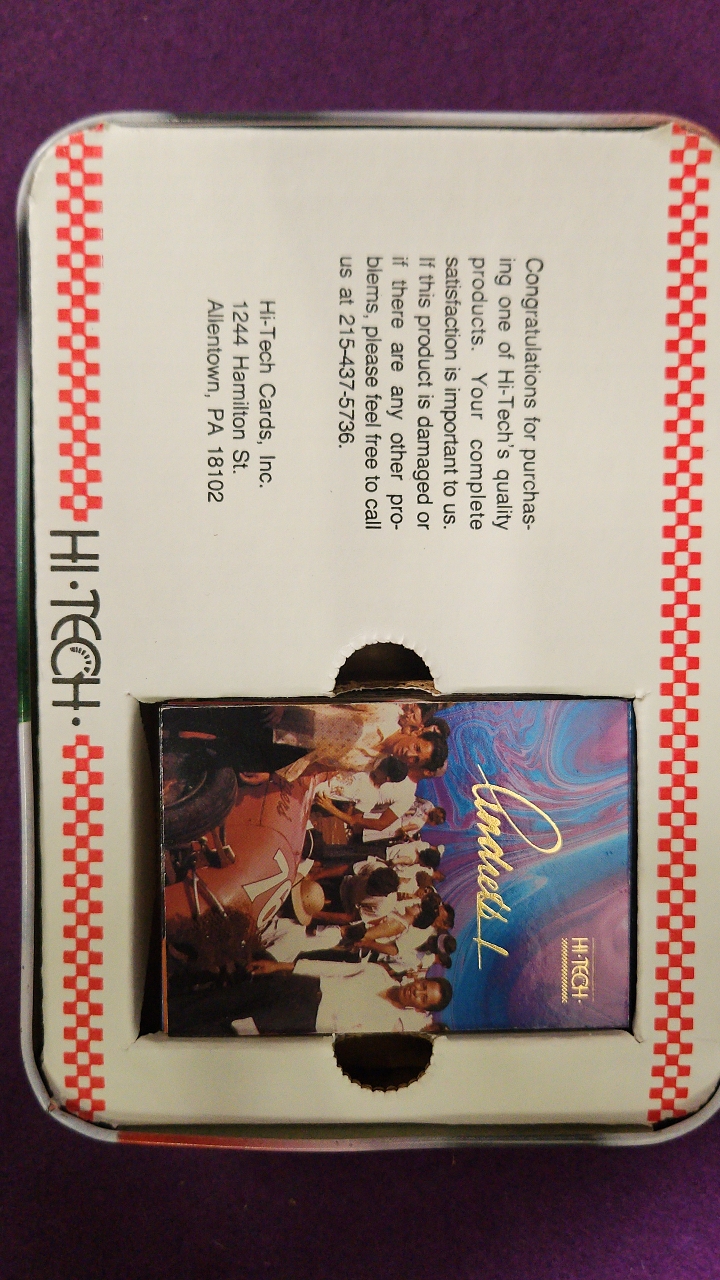 Congratulations for purchas-
ing one of Hi-Tech's quality
products. Your complete
satisfaction is important to us.
If this product is damaged or
if there are any other pro-
blems, please feel free to call
us at 215-437-5736.
Hi-Tech Cards, Inc.
1244 Hamilton St.
Allentown, PA 18102
HI·TECH·
HI·TECH·
Andretti
76